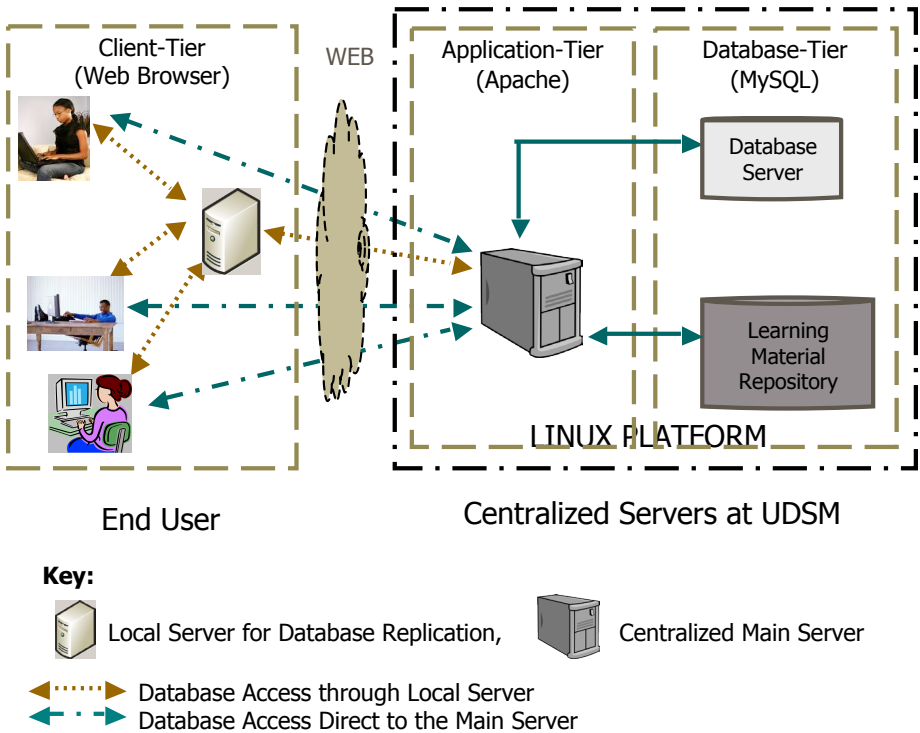 Client-Tier
(Web Browser)
WEB
Application-Tier
(Apache)
Database-Tier
(MySQL)
Database
Server
Learning
Material
Repository
LINUX PLATFORM
End User
Centralized Servers at UDSM
Key:
Local Server for Database Replication,
Centralized Main Server
Database Access through Local Server
Database Access Direct to the Main Server